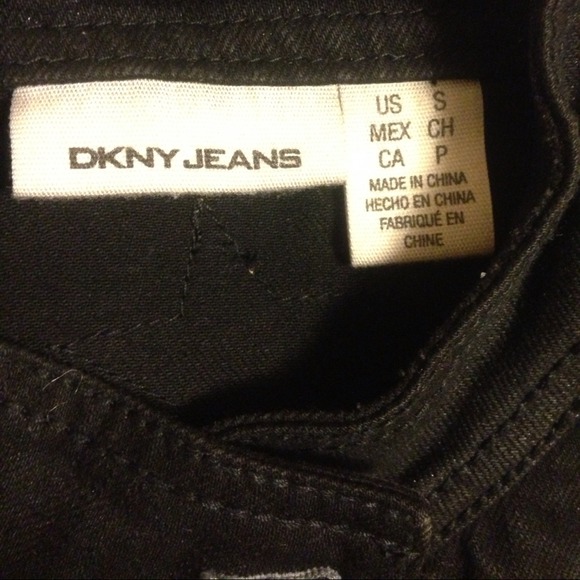 DKNY JEANS
US S
MEX CH
CA P
MADE IN CHINA
HECHO EN CHINA
FABRIQUÉ EN
CHINE